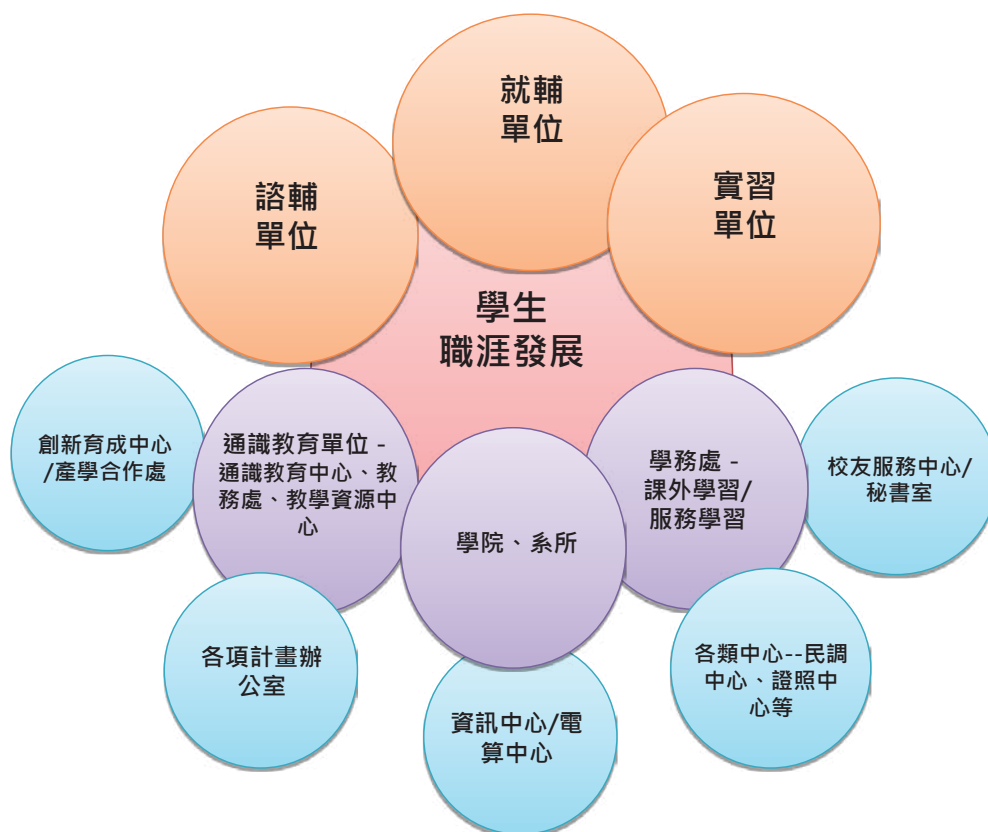 就輔
單位
諮輔
單位
實習
單位
學生
職涯發展
創新育成中心
/產學合作處
通識教育單位 -
通識教育中心、教
務處、教學資源中
心
學院、系所
學務處 -
課外學習/
服務學習
校友服務中心/
秘書室
各項計畫辦
公室
資訊中心/電
算中心
各類中心--民調
中心、證照中
心等